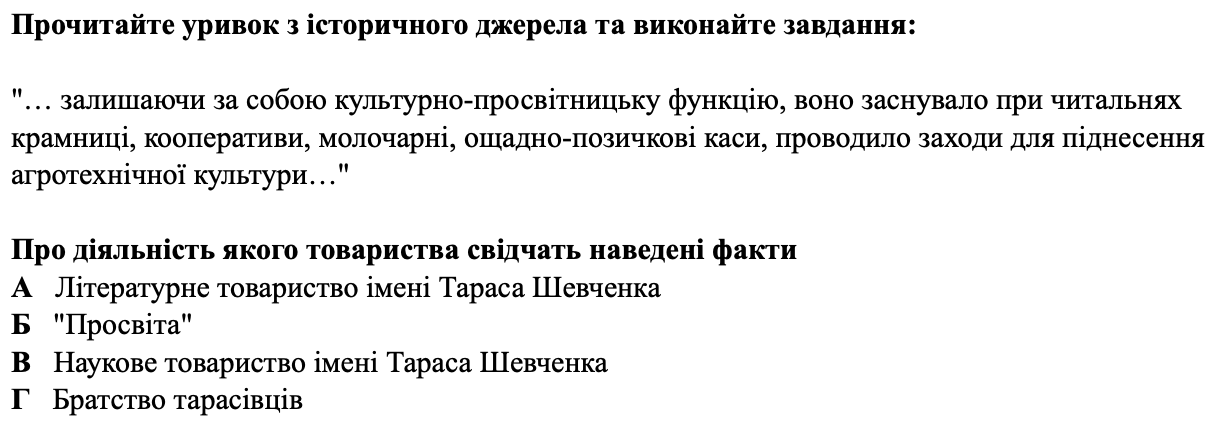 Прочитайте уривок з історичного джерела та виконайте завдання:
"… залишаючи за собою культурно-просвітницьку функцію, воно заснувало при читальнях
крамниці, кооперативи, молочарні, ощадно-позичкові каси, проводило заходи для піднесення
агротехнічної культури…"
Про діяльність якого товариства свідчать наведені факти
А Літературне товариство імені Тараса Шевченка
Б "Просвіта"
В Наукове товариство імені Тараса Шевченка
Г Братство тарасівців